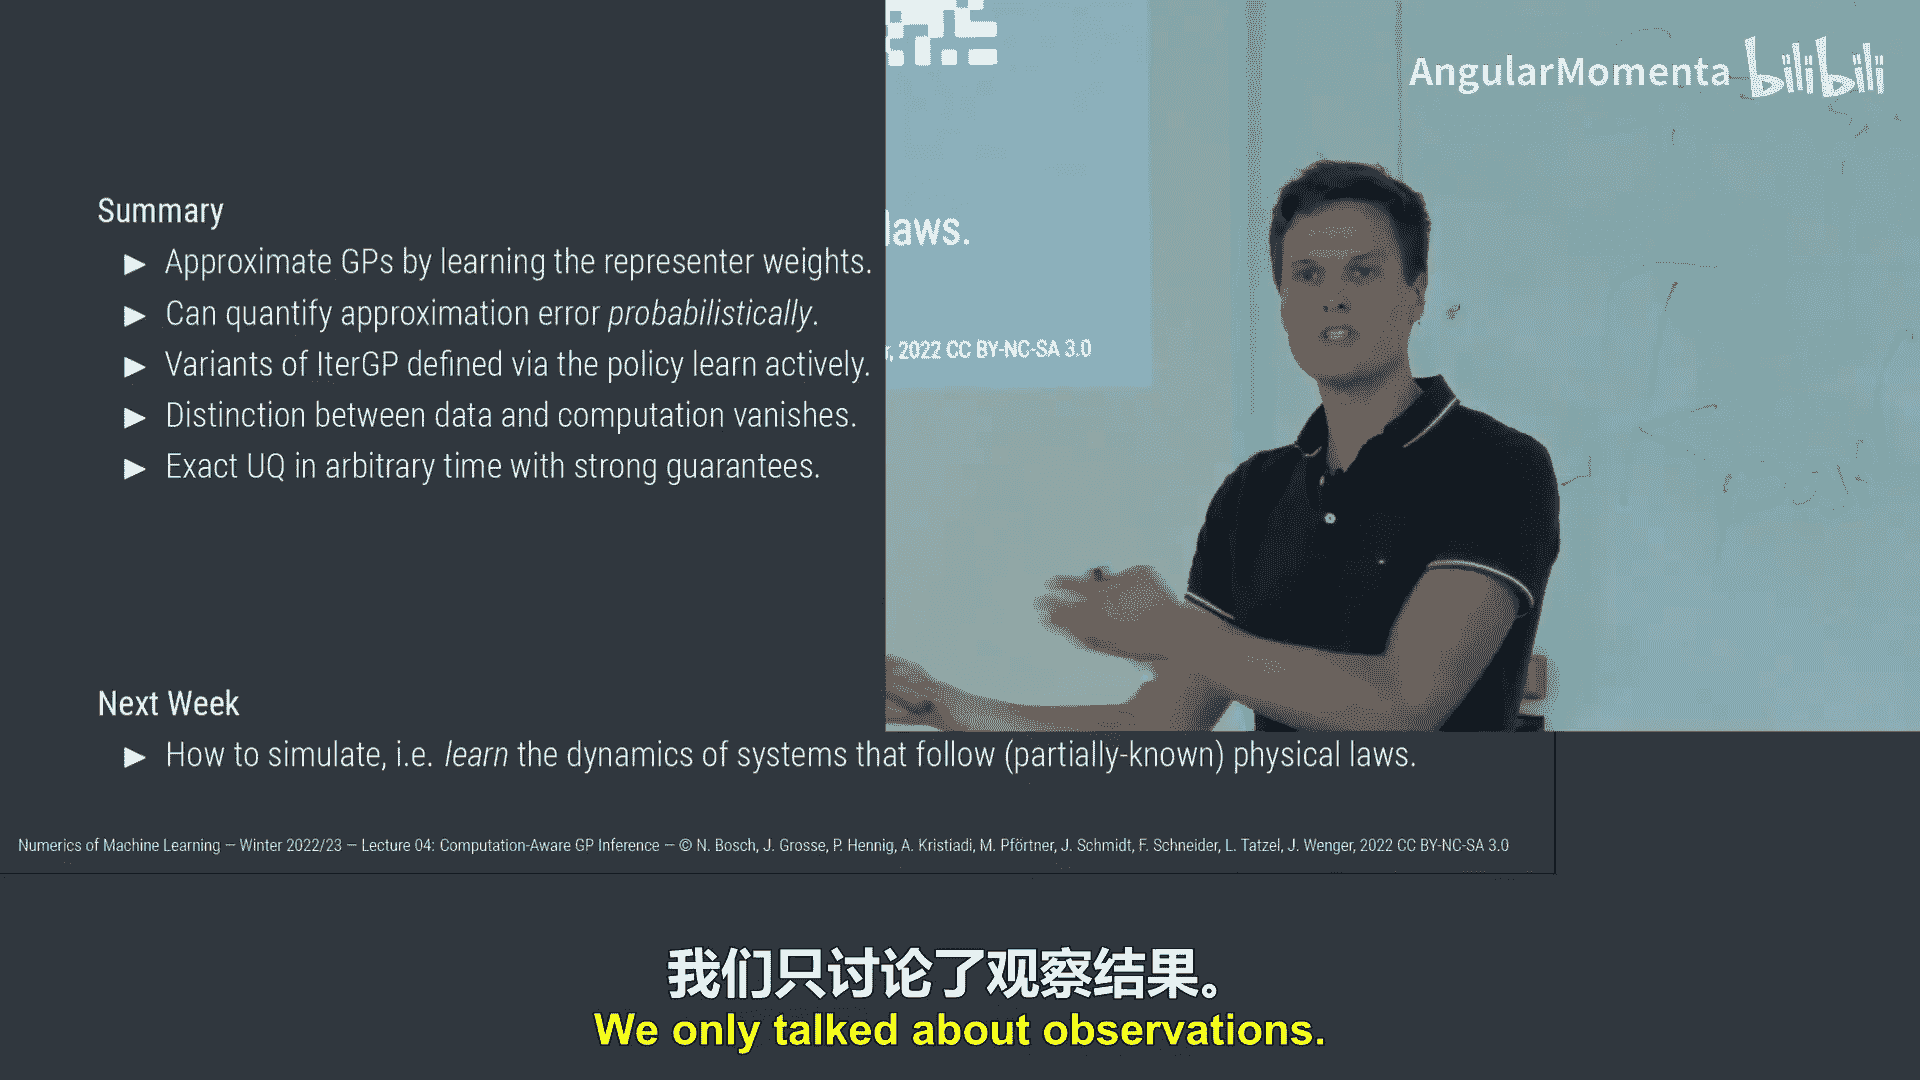 AngularMomenta bilibili
Summary
▶ Approximate GPs by learning the representer weights.
▶ Can quantify approximation error probabilistically.
▶ Variants of IterGP defined via the policy learn actively.
▶ Distinction between data and computation vanishes.
▶ Exact UQ in arbitrary time with strong guarantees.
laws.
, 2022 CC BY-NC-SA 3.0
Next Week
▶ How to simulate, i.e. learn the dynamics of systems that follow (partially-known) physical laws.
Numerics of Machine Learning — Winter 2022/23 — Lecture 04: Computation-Aware GP Inference — © N. Bosch, J. Grosse, P. Hennig, A. Kristiadi, M. Pförtner, J. Schmidt, F. Schneider, L. Tatzel, J. Wenger, 2022 CC BY-NC-SA 3.0
我们只讨论了观察结果。
We only talked about observations.